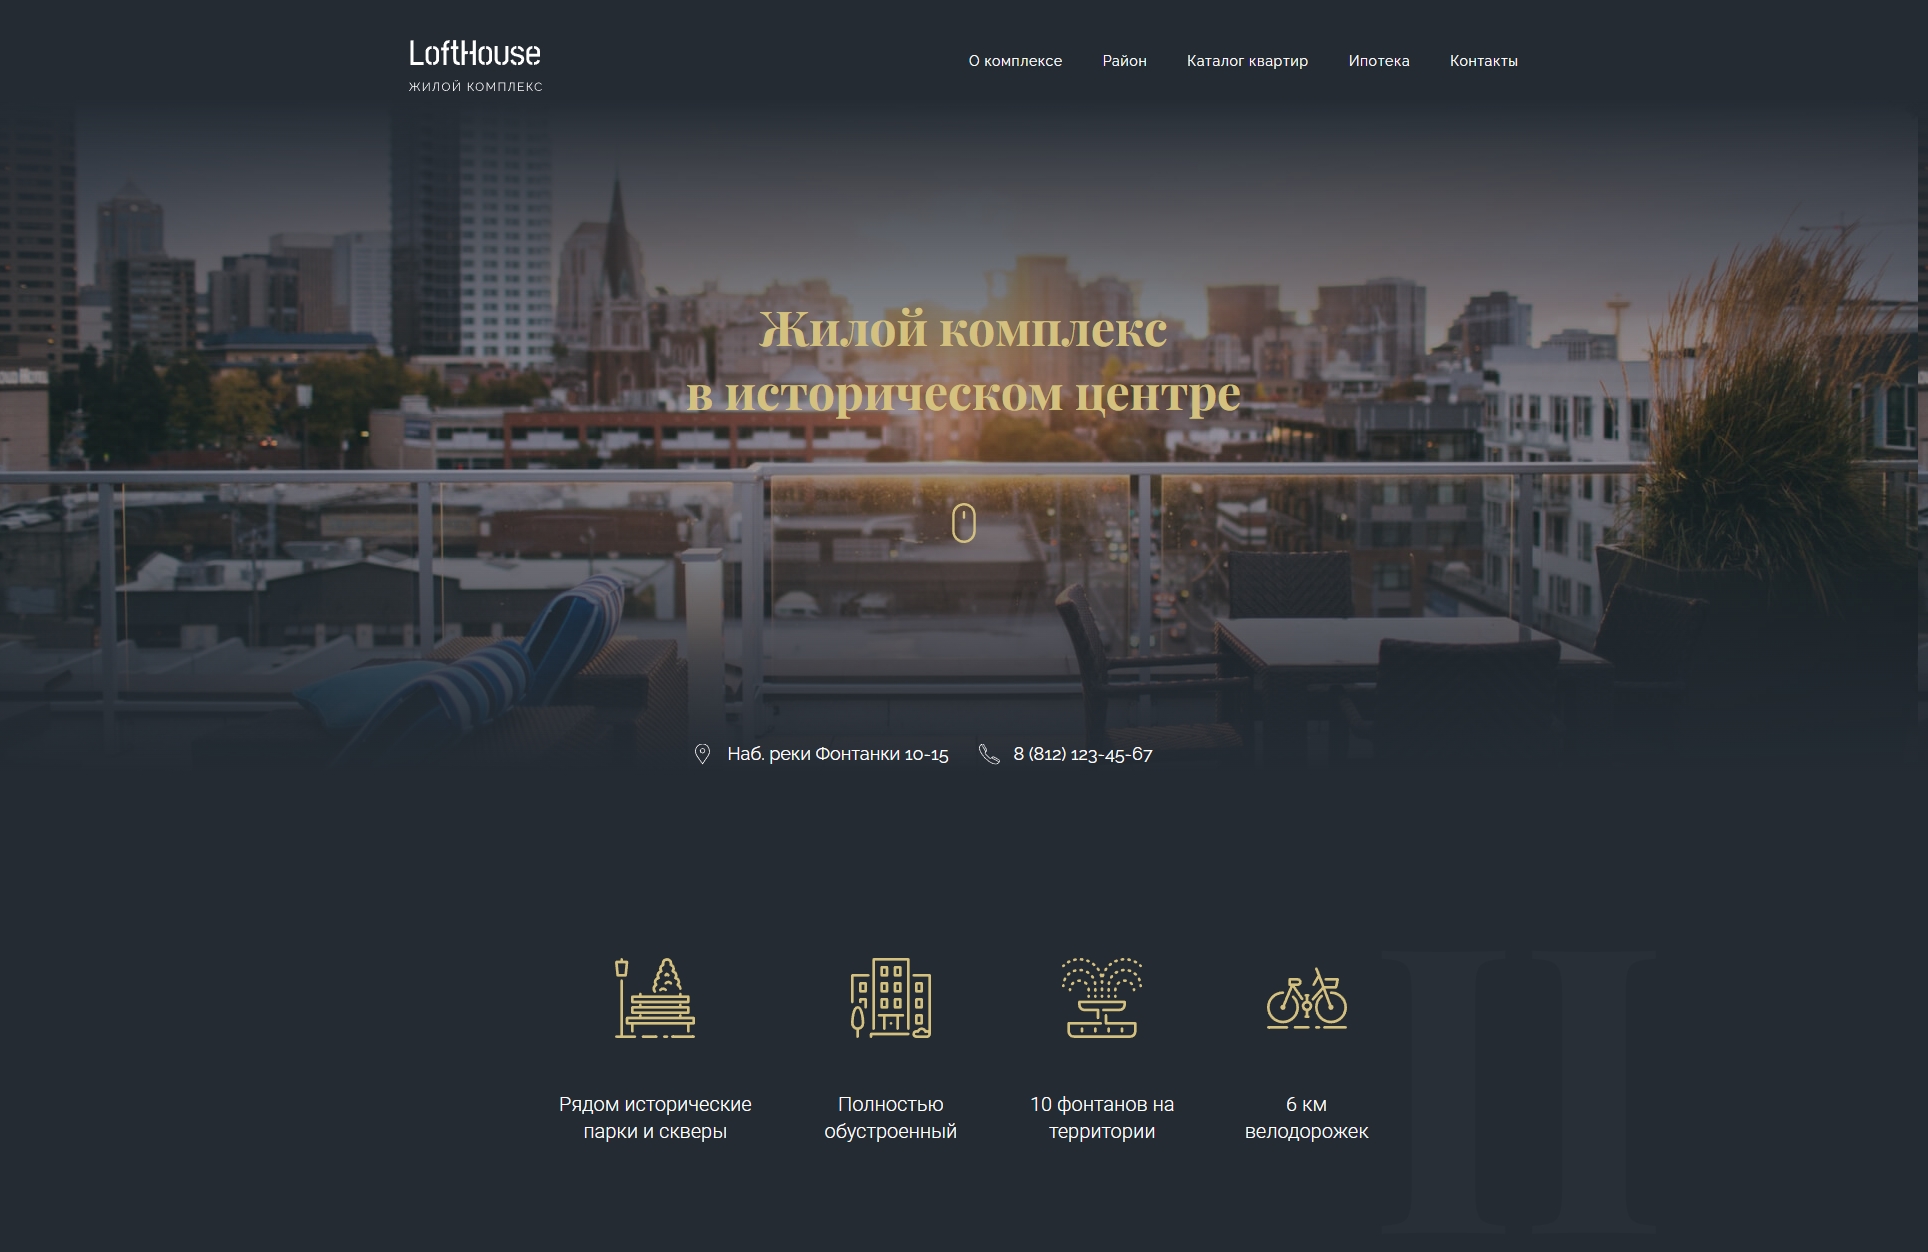 LoftHouse
ЖИЛОЙ КОМПЛЕКС
О комплексе Район Каталог квартир Ипотека Контакты
Жилой комплекс
в историческом центре
Наб. реки Фонтанки 10-15 8 (812) 123-45-67
Рядом исторические
парки и скверы
Полностью
обустроенный
10 фонтанов на
территории
6 км
велодорожек